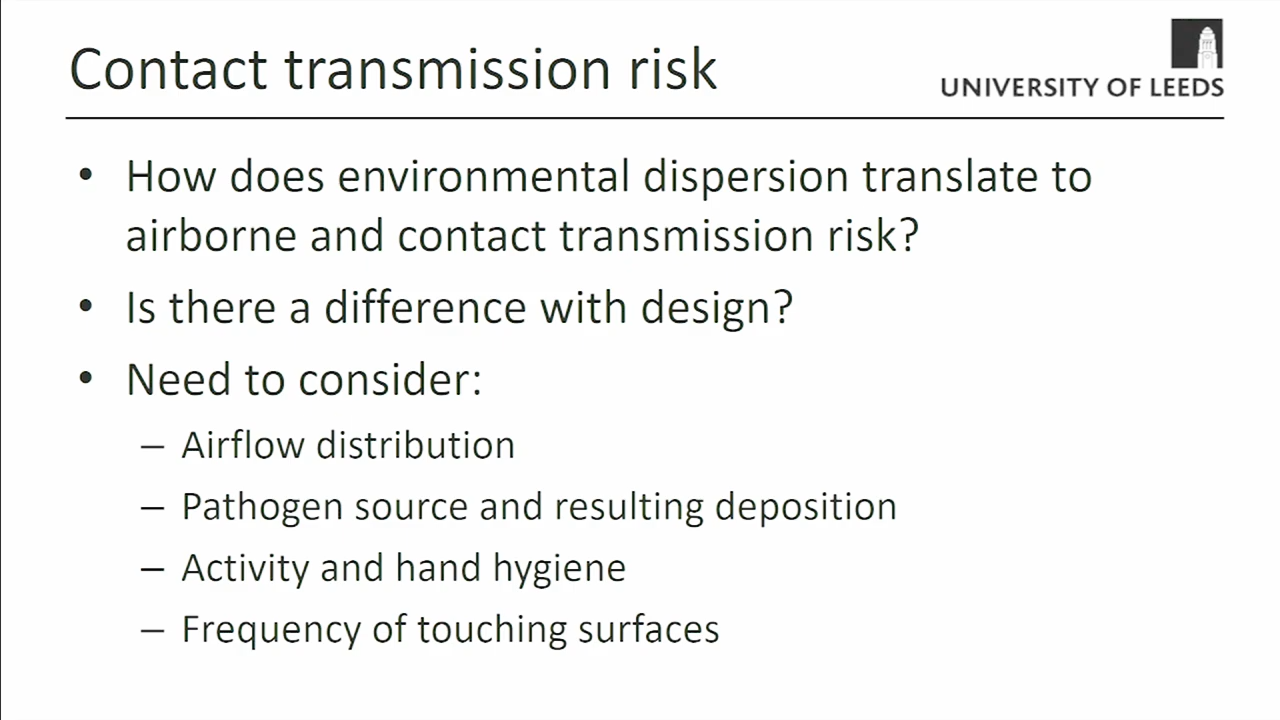 Contact transmission risk
UNIVERSITY OF LEEDS
• How does environmental dispersion translate to
airborne and contact transmission risk?
• Is there a difference with design?
• Need to consider:
– Airflow distribution
– Pathogen source and resulting deposition
– Activity and hand hygiene
– Frequency of touching surfaces